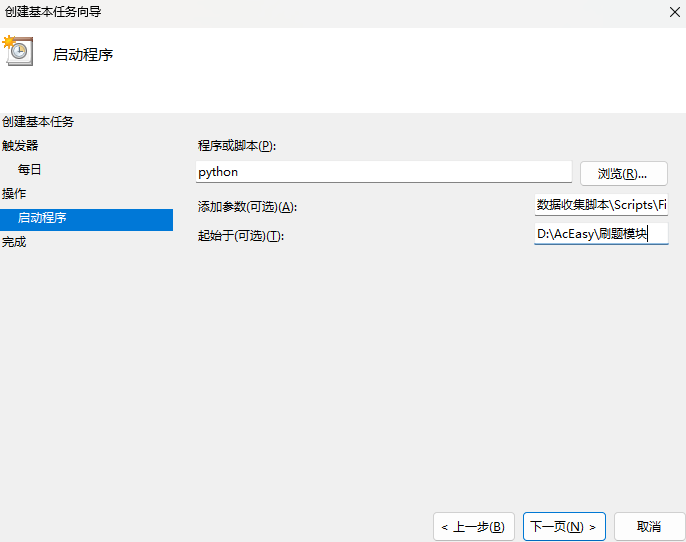 创建基本任务向导
启动程序
创建基本任务
触发器
每日
操作
启动程序
完成
程序或脚本(P):
python
浏览(R)...
添加参数(可选)(A):
数据收集脚本\Scripts\Fi
起始于(可选)(T):
D:\AcEasy\刷题模块
< 上一步(B)
下一页(N) >
取消